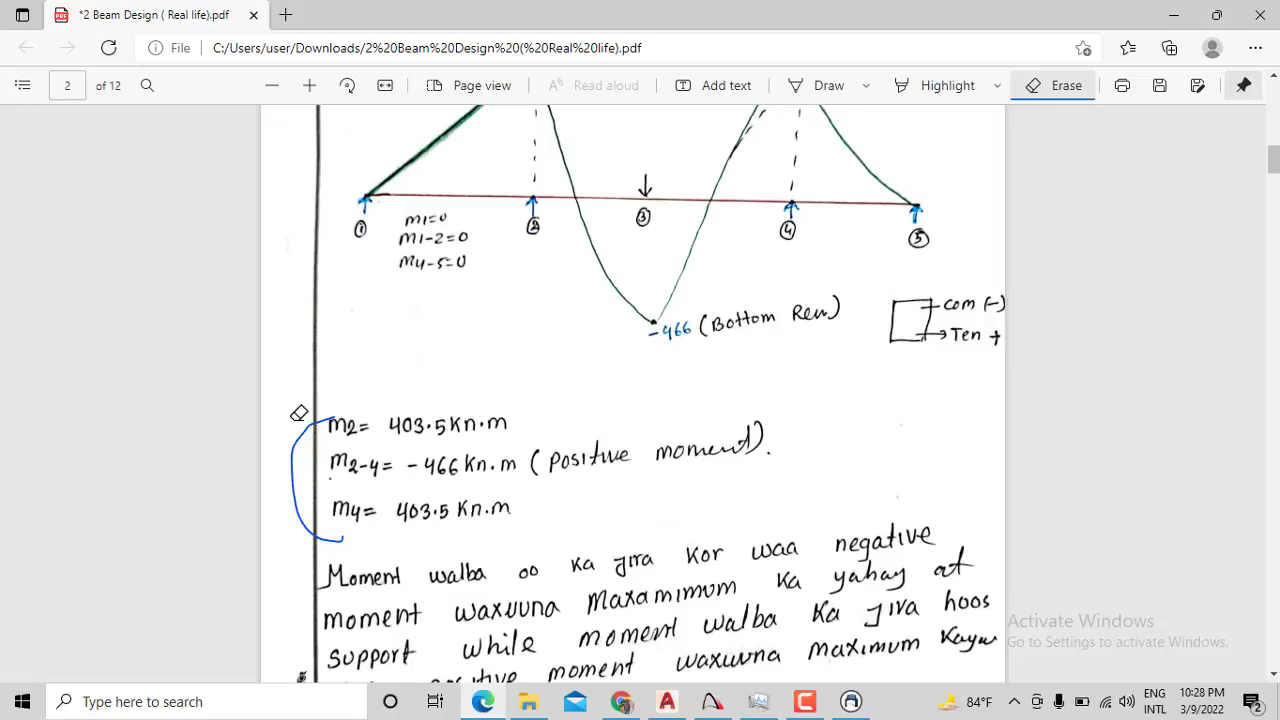 *2 Beam Design ( Real life).pdf
File
C:/Users/user/Downloads/2%20Beam%20Design%20(%20Real%20life).pdf
2 of 12
Page view
Read aloud
Add text
Draw
Highlight
Erase
① ② ③ ④ ⑤
m1=0
m1-2=0
m4-5=0
-466 (Bottom Ren)
com (-)
Ten +
m2= 403.5 kn.m
m2-4= -466 kn.m (positive moment).
m4= 403.5 kn.m
Moment walba oo ka jira kor waa negative
moment waxuuna maxamimum ka yahay at
support while moment walba ka jira hoos
positive moment waxuuna maximum
Activate Windows
Go to Settings to activate Windows.
Type here to search
84°F
ENG
INTL
10:28 PM
3/9/2022
2